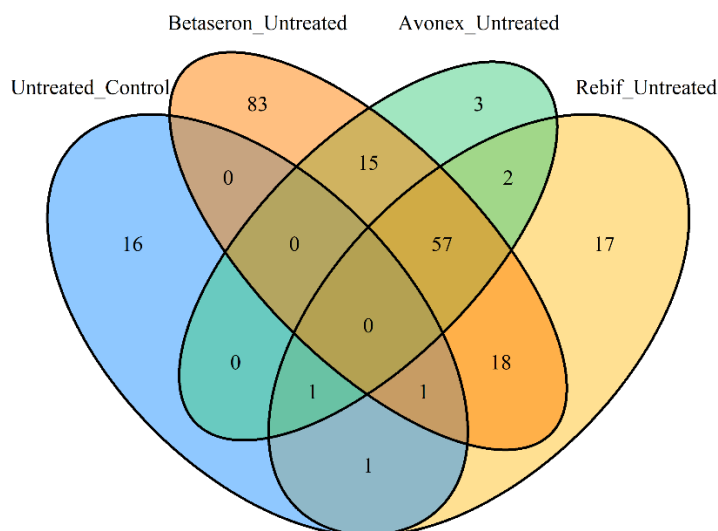 Betaseron_Untreated Avonex_Untreated
Untreated_Control Rebif_Untreated
83 3
0 15 2
16 0 57 17
0
0 18
1 1
1